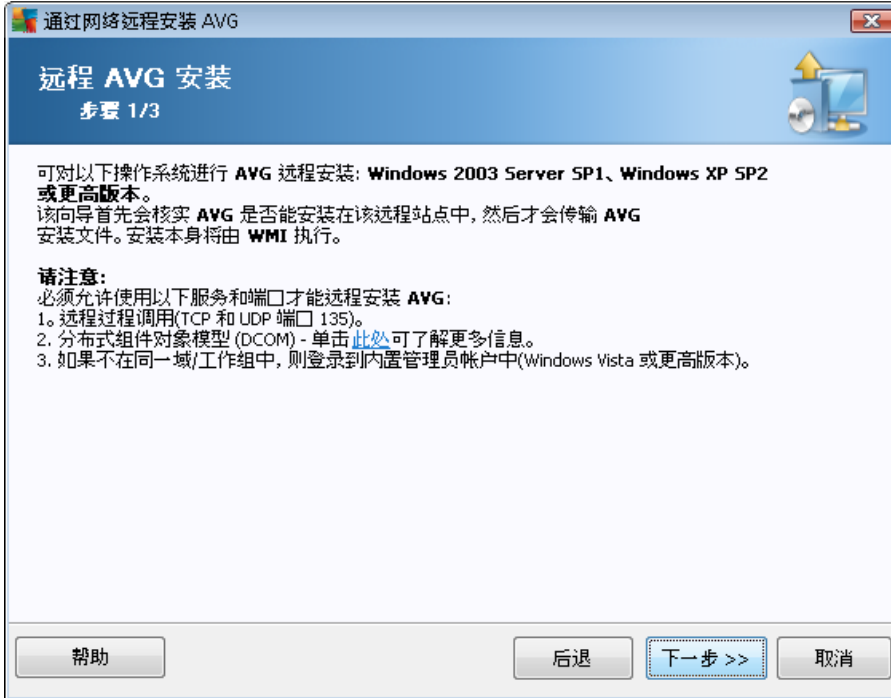 通过网络远程安装 AVG
远程 AVG 安装
步骤 1/3
可对以下操作系统进行 AVG 远程安装: Windows 2003 Server SP1、Windows XP SP2
或更高版本。
该向导首先会核实 AVG 是否能安装在该远程站点中, 然后才会传输 AVG
安装文件。安装本身将由 WMI 执行。
请注意:
必须允许使用以下服务和端口才能远程安装 AVG:
1。远程过程调用(TCP 和 UDP 端口 135)。
2. 分布式组件对象模型 (DCOM) - 单击此处可了解更多信息。
3. 如果不在同一域/工作组中, 则登录到内置管理员帐户中(Windows Vista 或更高版本)。
帮助
后退
下一步 >>
取消